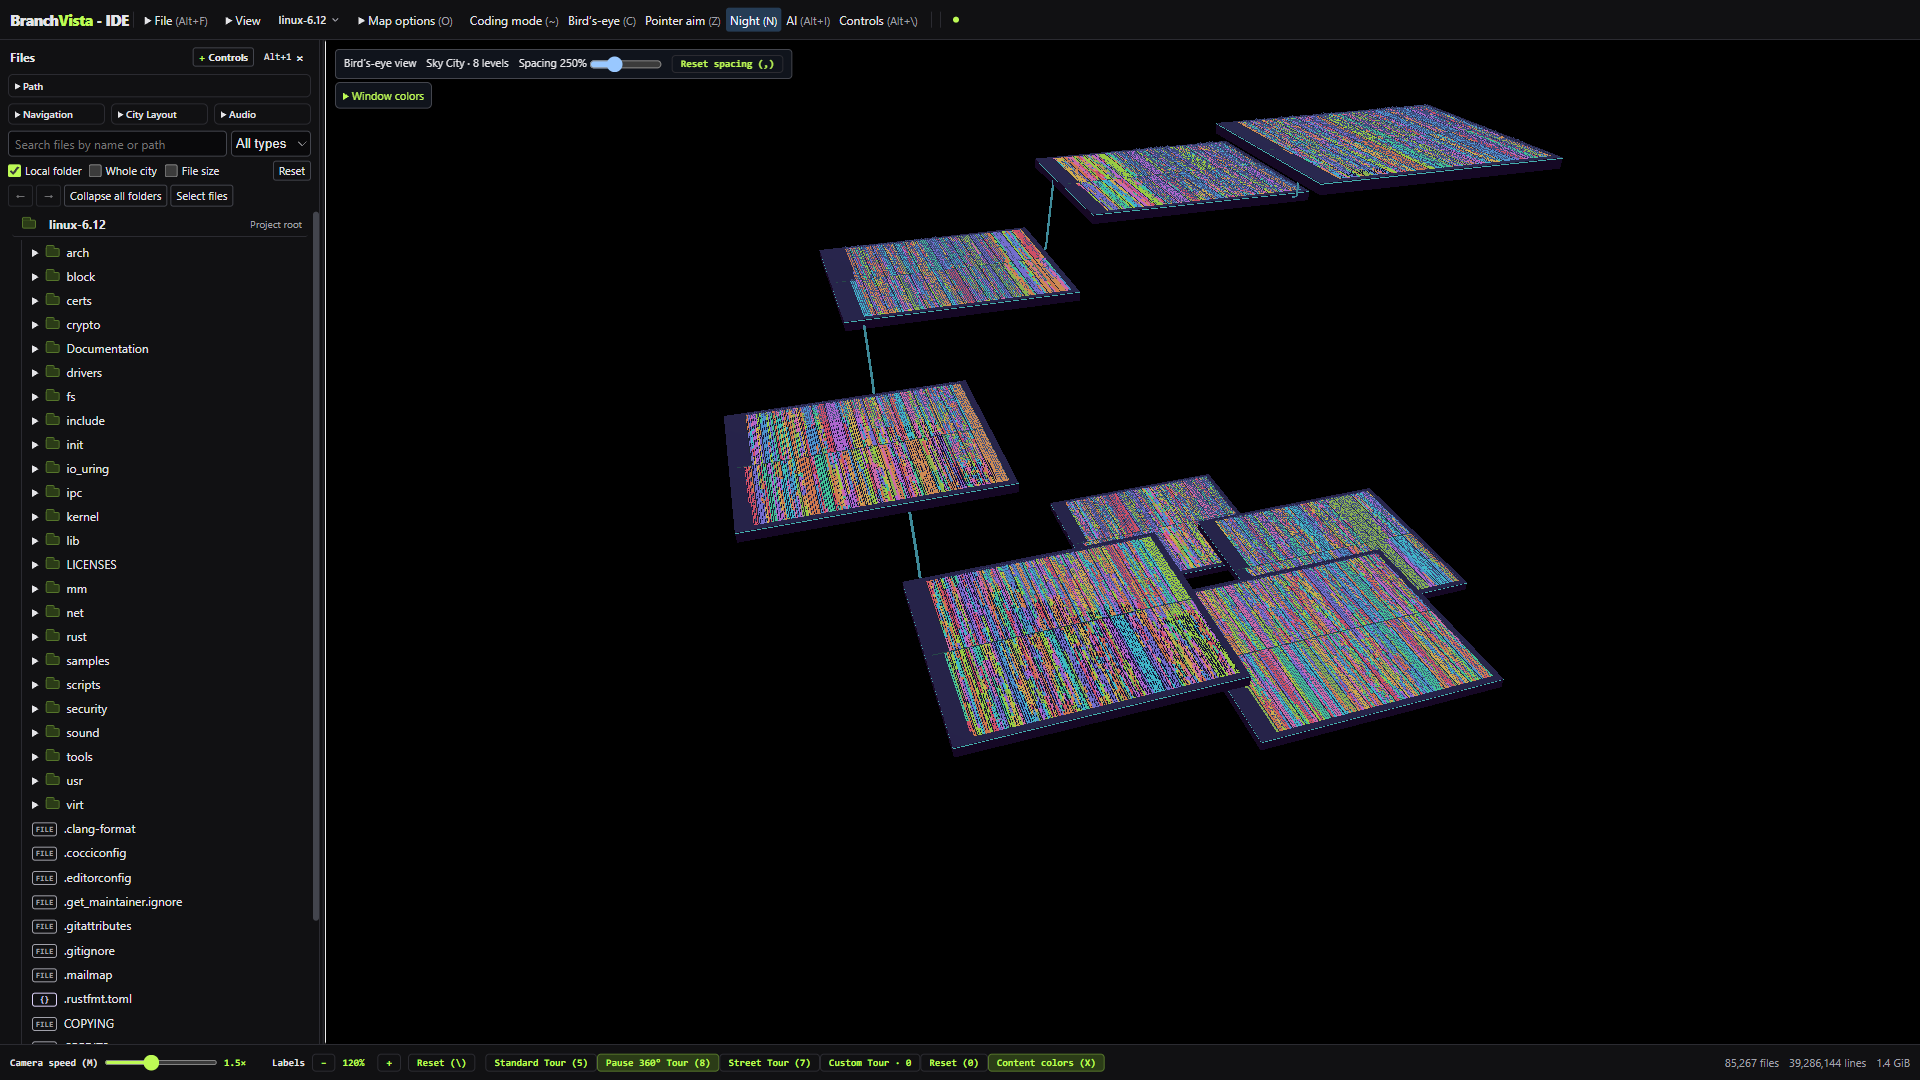 BranchVista - IDE ▶ File (Alt+F) ▶ View linux-6.12 ▶ Map options (O) Coding mode (~) Bird's-eye (C) Pointer aim (Z) Night (N) AI (Alt+I) Controls (Alt+\)
Files + Controls Alt+1 ×
▶ Path
▶ Navigation ▶ City Layout ▶ Audio
Search files by name or path All types
Local folder Whole city File size Reset
← → Collapse all folders Select files
linux-6.12 Project root
▶ arch
▶ block
▶ certs
▶ crypto
▶ Documentation
▶ drivers
▶ fs
▶ include
▶ init
▶ io_uring
▶ ipc
▶ kernel
▶ lib
▶ LICENSES
▶ mm
▶ net
▶ rust
▶ samples
▶ scripts
▶ security
▶ sound
▶ tools
▶ usr
▶ virt
FILE .clang-format
FILE .cocciconfig
FILE .editorconfig
FILE .get_maintainer.ignore
FILE .gitattributes
FILE .gitignore
FILE .mailmap
{} .rustfmt.toml
FILE COPYING
Bird's-eye view Sky City · 8 levels Spacing 250% Reset spacing (,)
▶ Window colors
Camera speed (M) 1.5× Labels − 120% + Reset (\) Standard Tour (5) Pause 360° Tour (8) Street Tour (7) Custom Tour · 0 Reset (0) Content colors (X) 85,267 files 39,286,144 lines 1.4 GiB